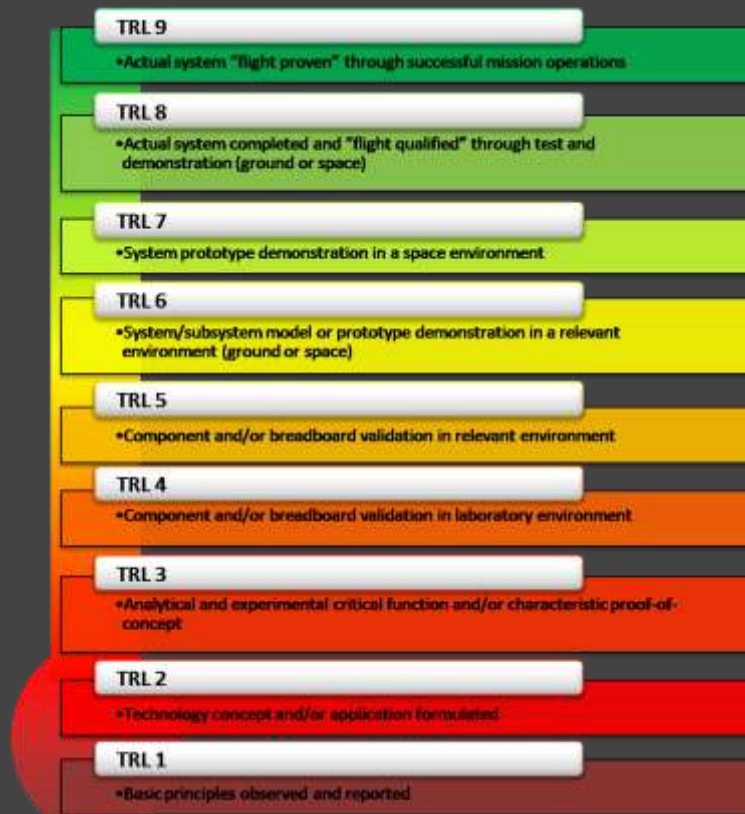 TRL 9
•Actual system “flight proven” through successful mission operations
TRL 8
•Actual system completed and “flight qualified” through test and
demonstration (ground or space)
TRL 7
•System prototype demonstration in a space environment
TRL 6
•System/subsystem model or prototype demonstration in a relevant
environment (ground or space)
TRL 5
•Component and/or breadboard validation in relevant environment
TRL 4
•Component and/or breadboard validation in laboratory environment
TRL 3
•Analytical and experimental critical function and/or characteristic proof-of-
concept
TRL 2
•Technology concept and/or application formulated
TRL 1
•Basic principles observed and reported